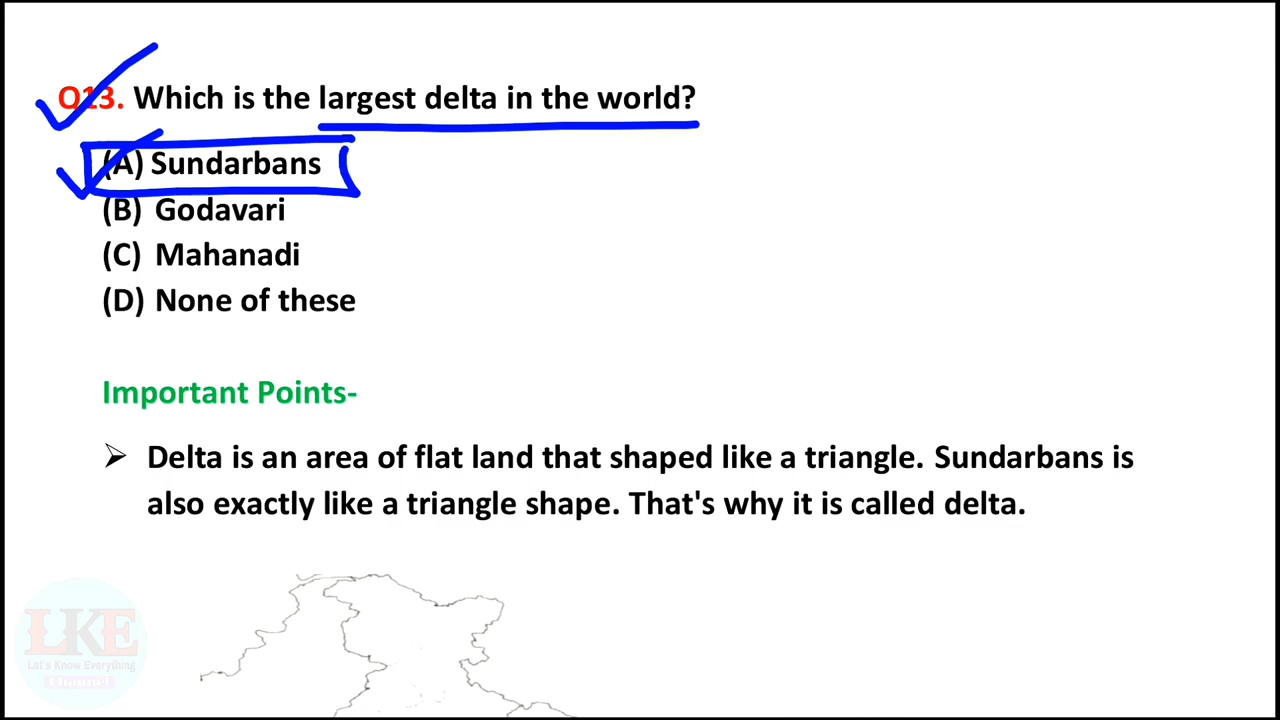 Q13. Which is the largest delta in the world?
(A) Sundarbans
(B) Godavari
(C) Mahanadi
(D) None of these
Important Points-
➢ Delta is an area of flat land that shaped like a triangle. Sundarbans is
also exactly like a triangle shape. That's why it is called delta.
LKE
Let's Know Everything